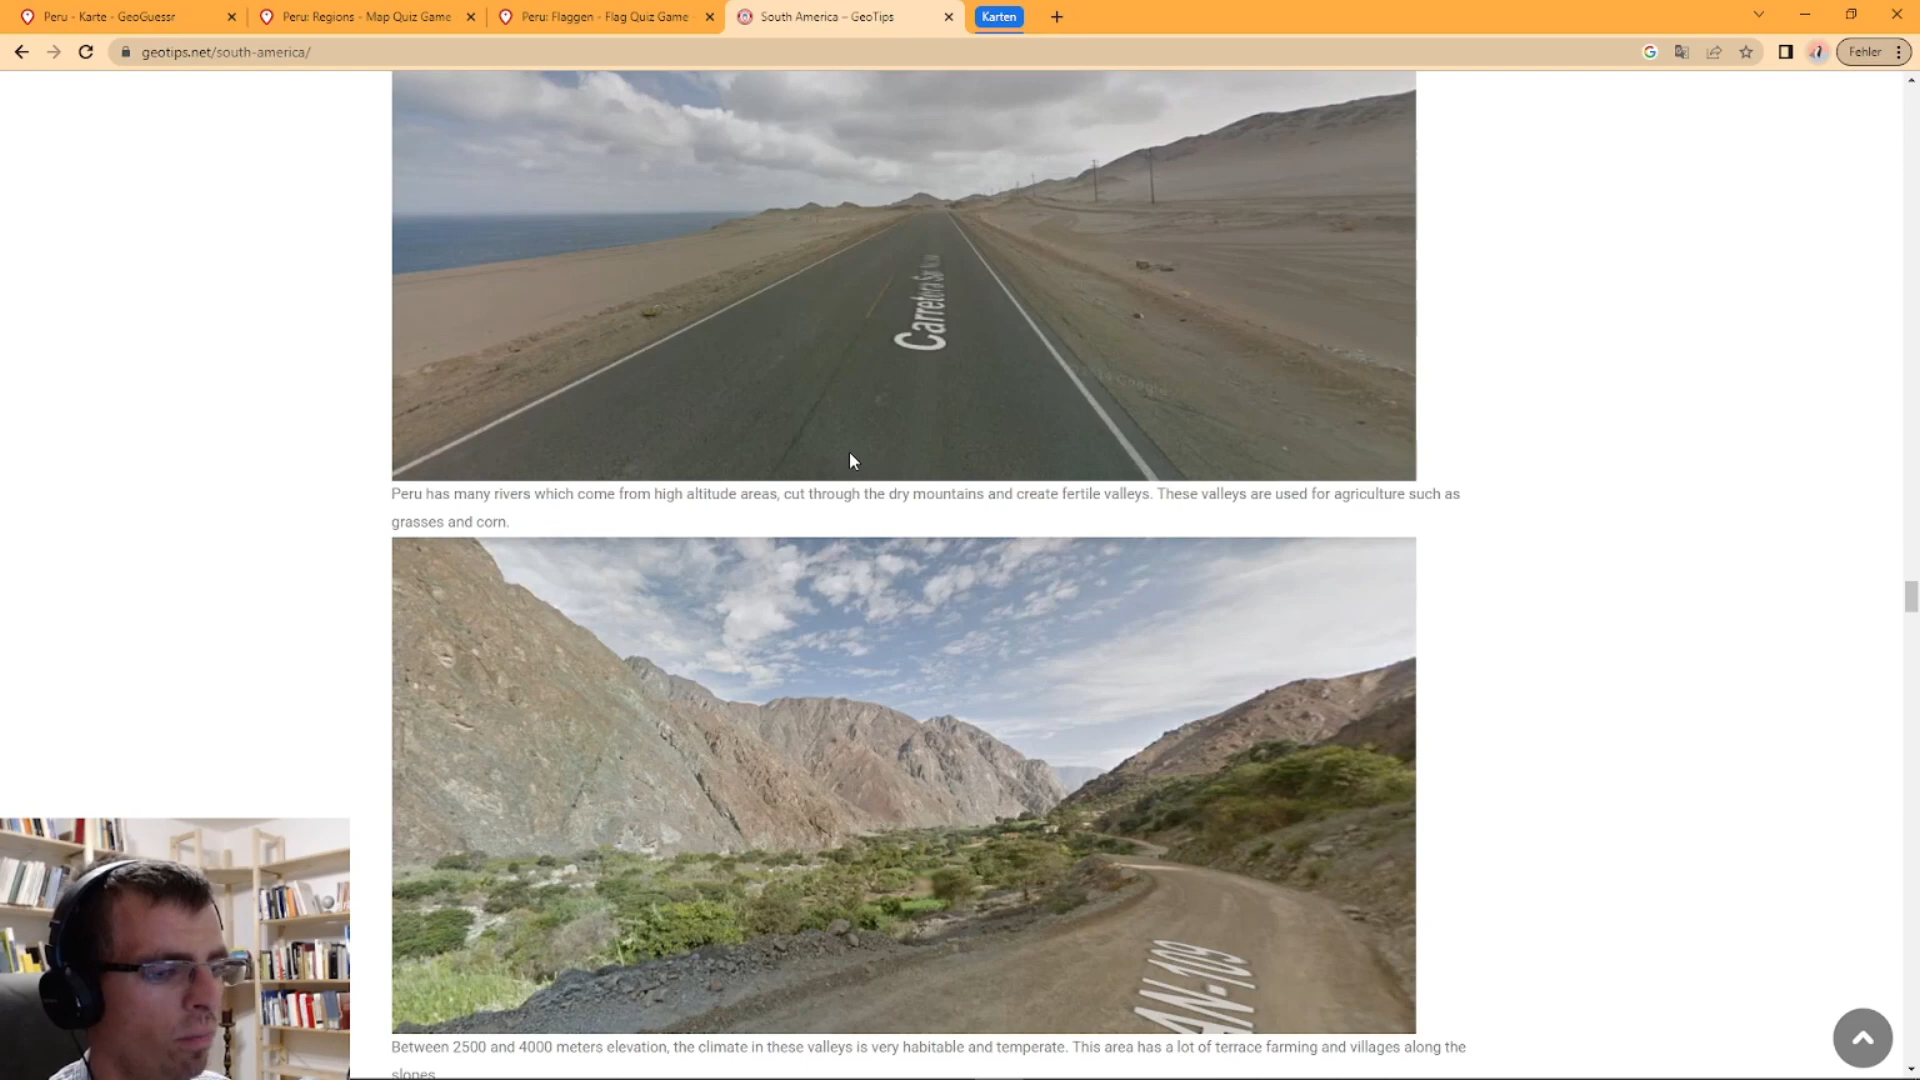 Peru - Karte - GeoGuessr
Peru: Regions - Map Quiz Game
Peru: Flaggen - Flag Quiz Game
South America – GeoTips
Karten
geotips.net/south-america/
Fehler
Carretera
Peru has many rivers which come from high altitude areas, cut through the dry mountains and create fertile valleys. These valleys are used for agriculture such as
grasses and corn.
AN-109
Between 2500 and 4000 meters elevation, the climate in these valleys is very habitable and temperate. This area has a lot of terrace farming and villages along the
slopes